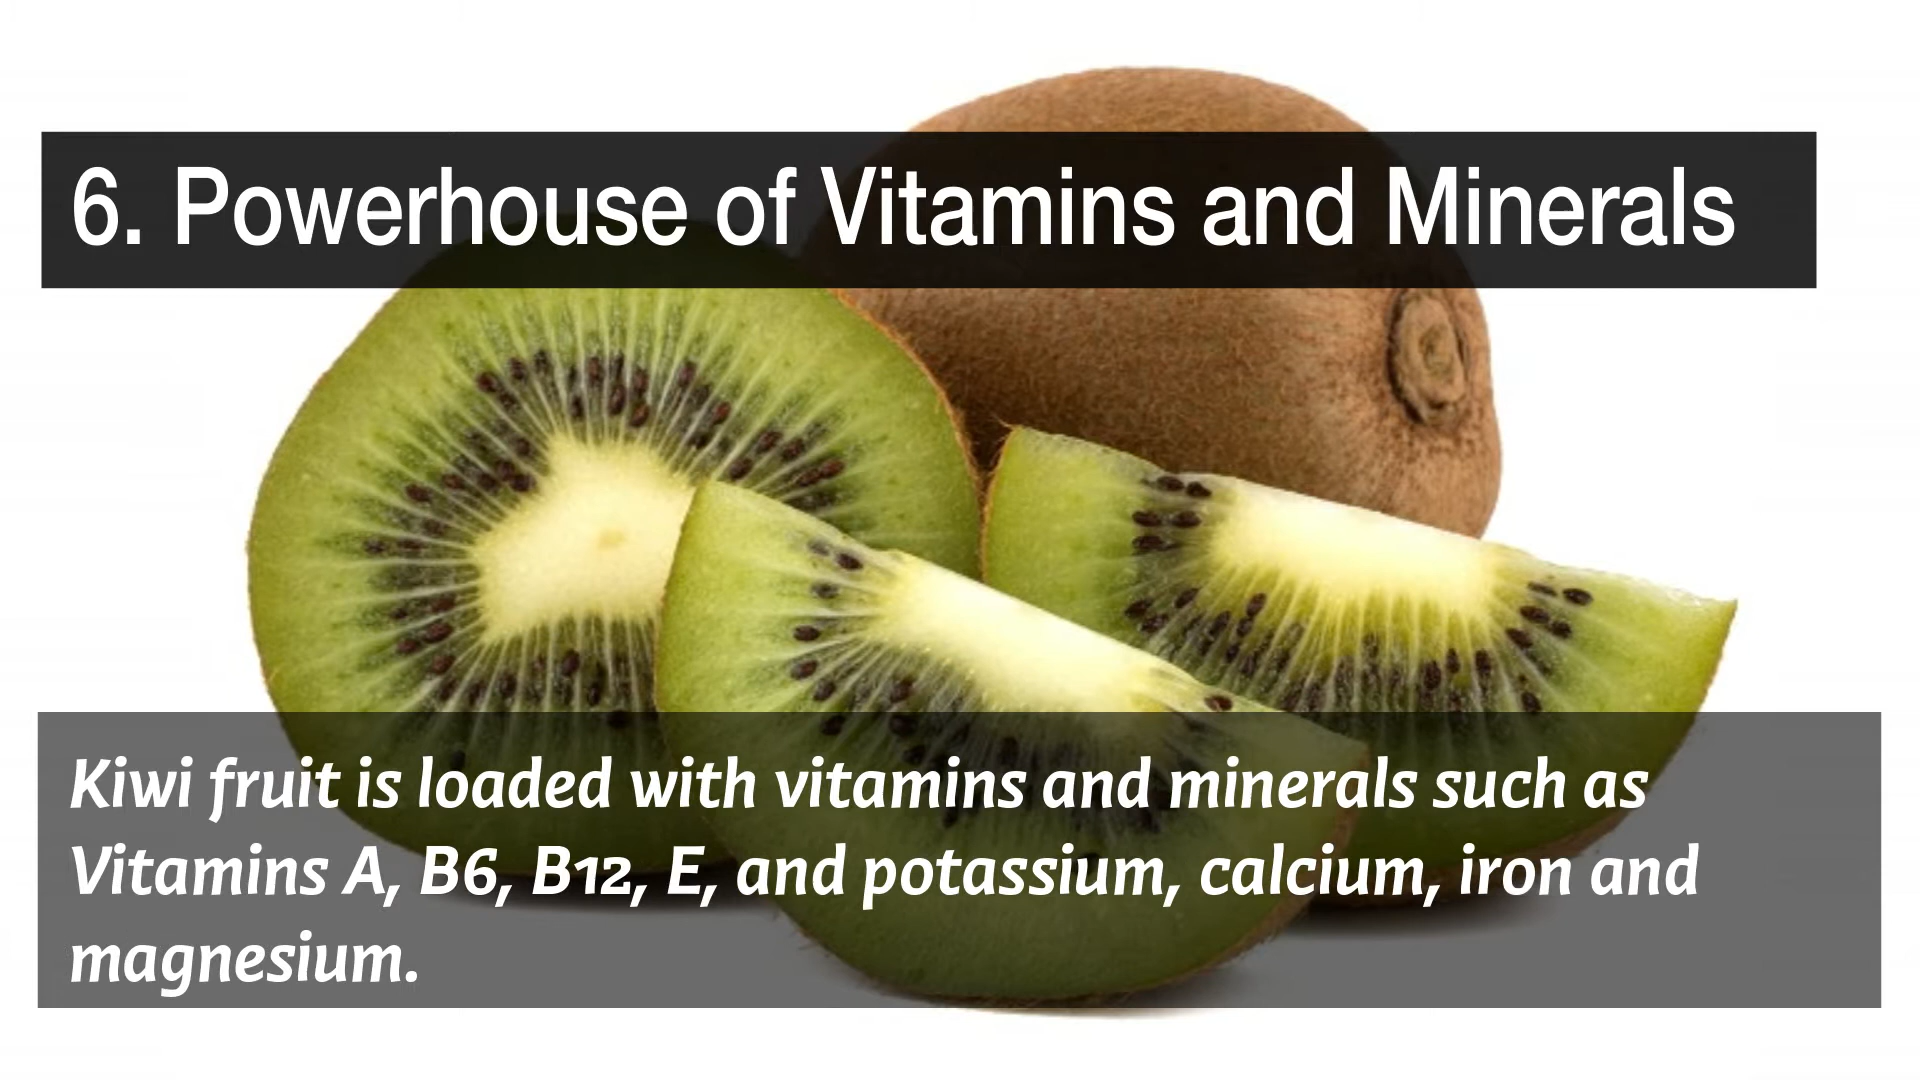 6. Powerhouse of Vitamins and Minerals
Kiwi fruit is loaded with vitamins and minerals such as
Vitamins A, B6, B12, E, and potassium, calcium, iron and
magnesium.